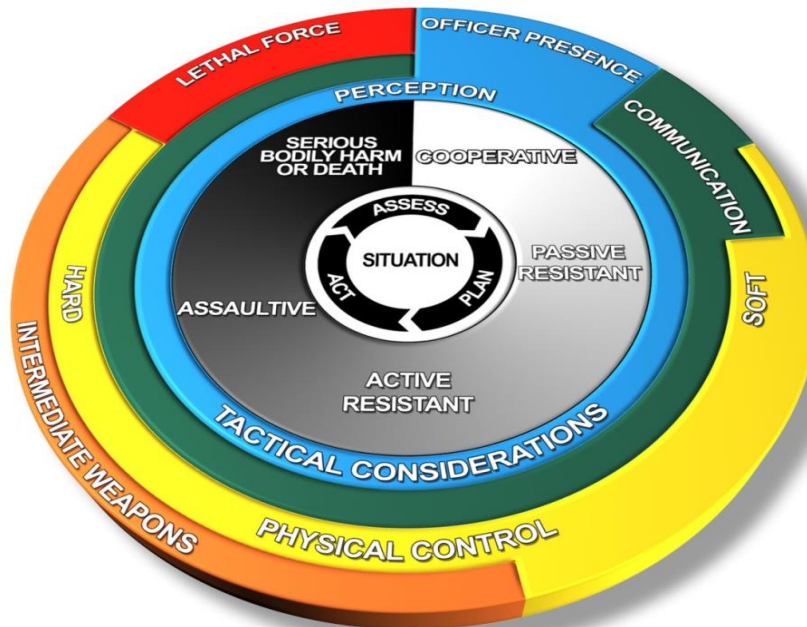 LETHAL FORCE
OFFICER PRESENCE
COMMUNICATION
PERCEPTION
SERIOUS
BODILY HARM
OR DEATH
COOPERATIVE
ASSESS
SITUATION
PLAN
ACT
PASSIVE
RESISTANT
ASSAULTIVE
ACTIVE
RESISTANT
HARD
SOFT
TACTICAL CONSIDERATIONS
INTERMEDIATE WEAPONS
PHYSICAL CONTROL